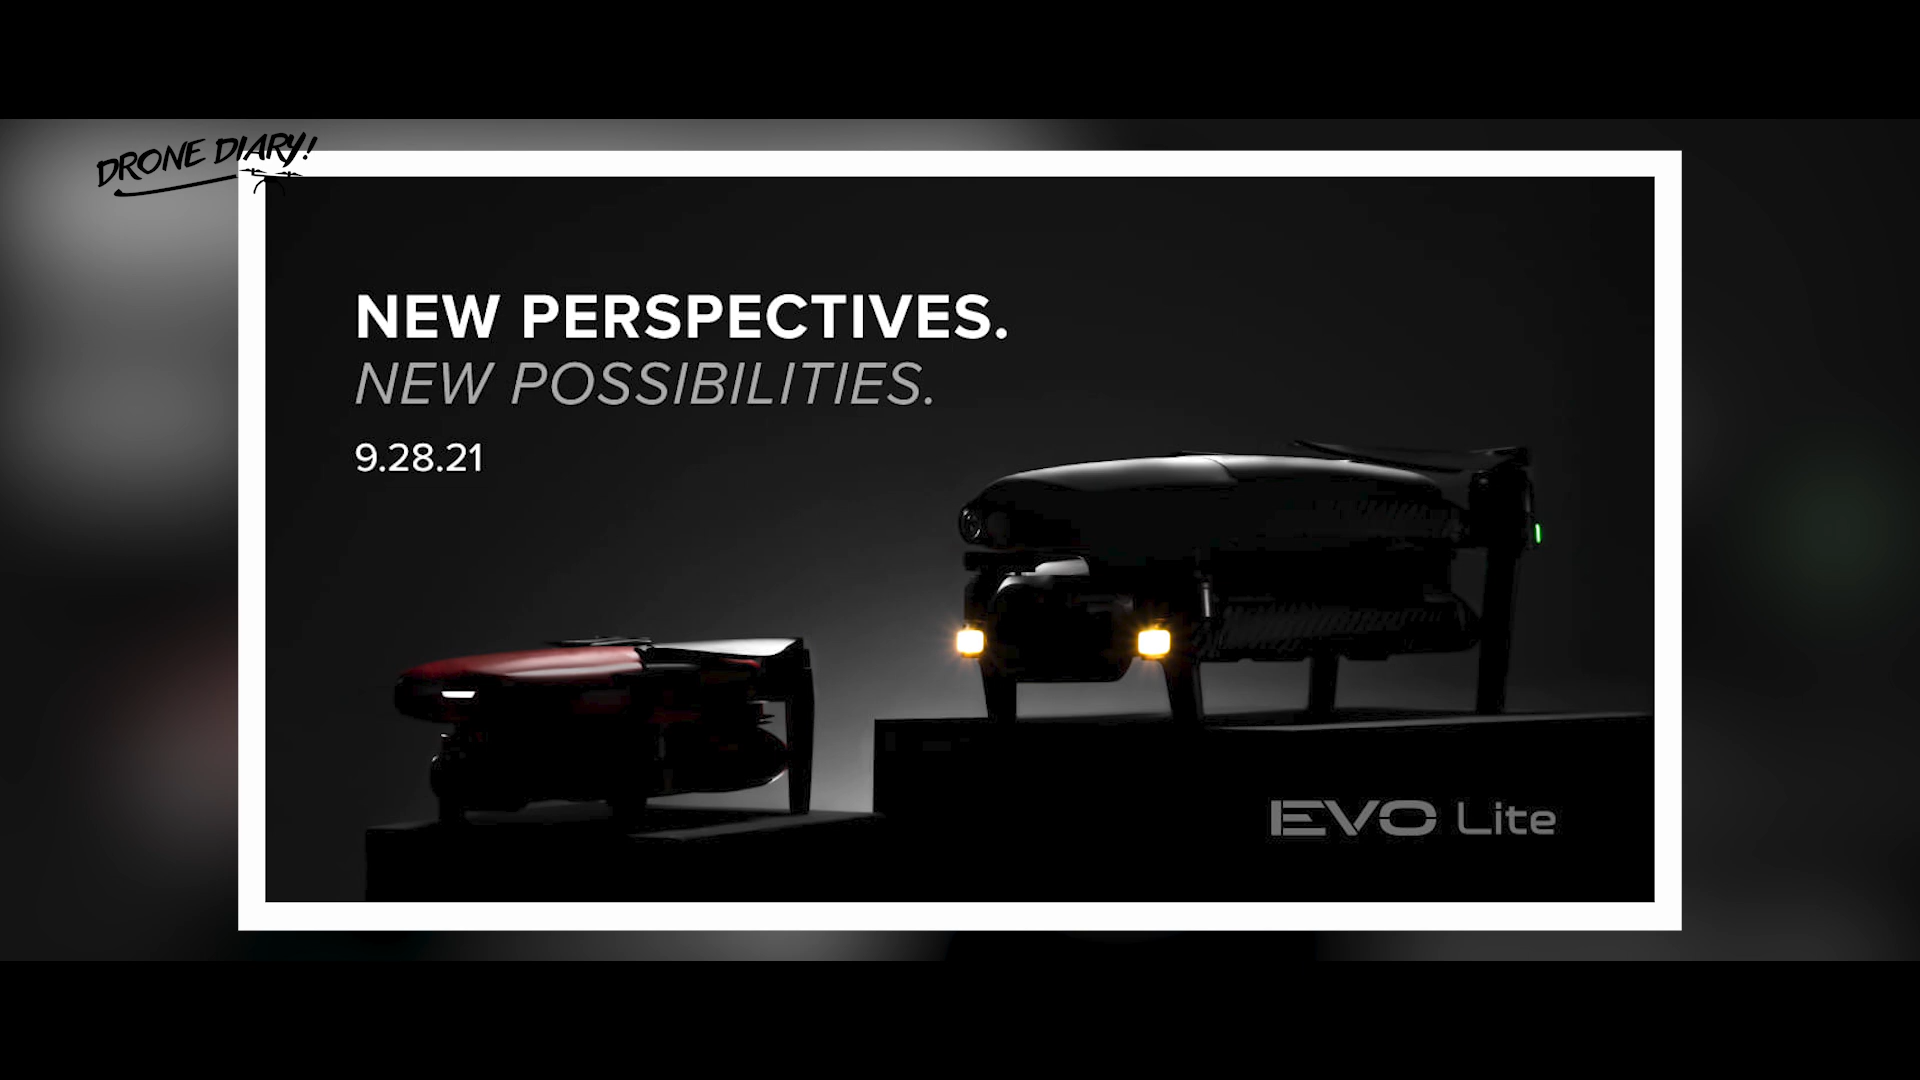 DRONE DIARY!
NEW PERSPECTIVES.
NEW POSSIBILITIES.
9.28.21
EVO Lite